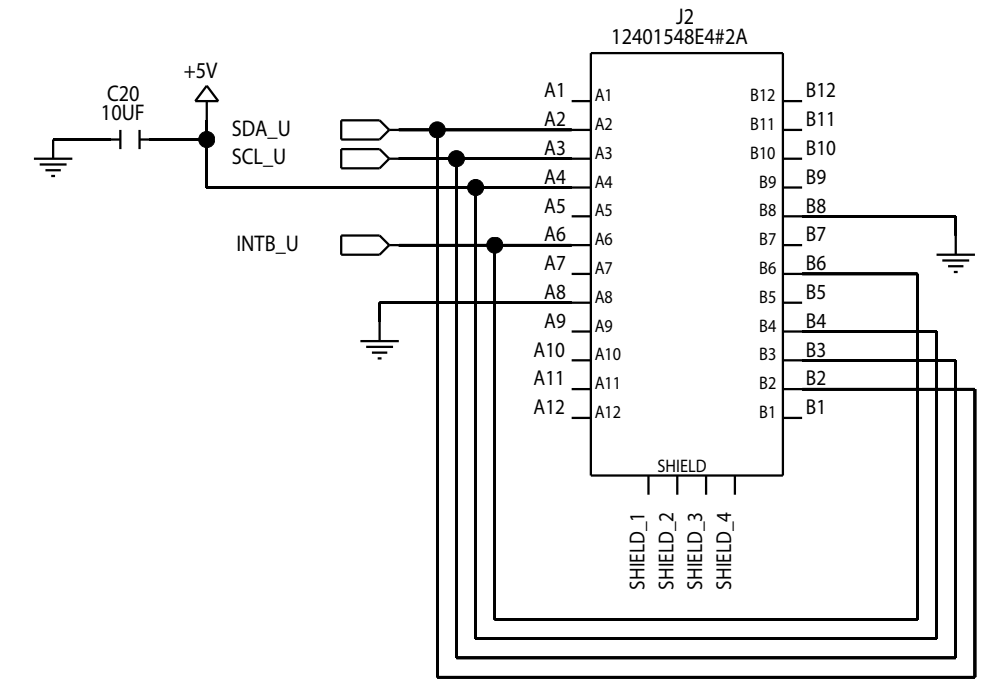 J2
12401548E4#2A
+5V
C20
10UF
SDA_U
SCL_U
INTB_U
A1 A1 B12 B12
A2 A2 B11 B11
A3 A3 B10 B10
A4 A4 B9 B9
A5 A5 B8 B8
A6 A6 B7 B7
A7 A7 B6 B6
A8 A8 B5 B5
A9 A9 B4 B4
A10 A10 B3 B3
A11 A11 B2 B2
A12 A12 B1 B1
SHIELD
SHIELD_1
SHIELD_2
SHIELD_3
SHIELD_4